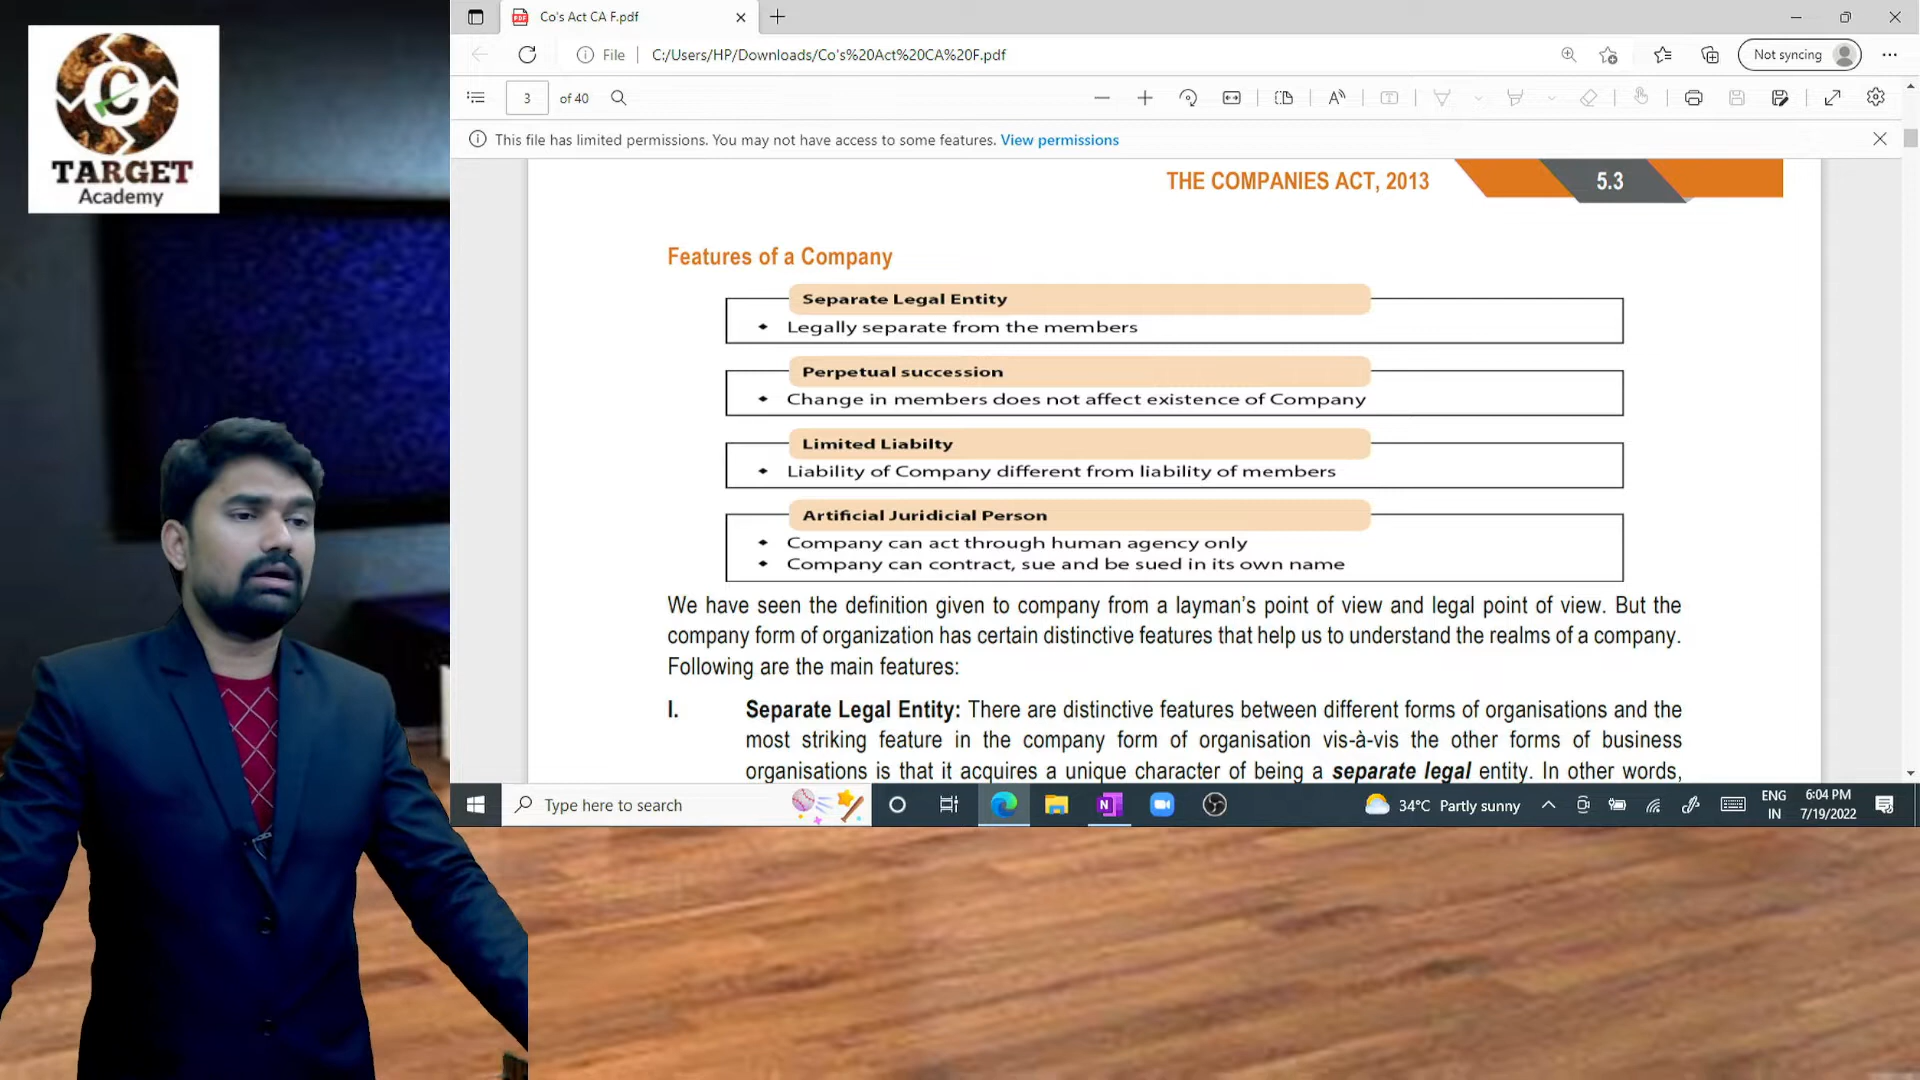 C
TARGET
Academy
Co's Act CA F.pdf
File
C:/Users/HP/Downloads/Co's%20Act%20CA%20F.pdf
Not syncing
3 of 40
This file has limited permissions. You may not have access to some features. View permissions
THE COMPANIES ACT, 2013 5.3
Features of a Company
Separate Legal Entity
Legally separate from the members
Perpetual succession
Change in members does not affect existence of Company
Limited Liabilty
Liability of Company different from liability of members
Artificial Juridicial Person
Company can act through human agency only
Company can contract, sue and be sued in its own name
We have seen the definition given to company from a layman's point of view and legal point of view. But the
company form of organization has certain distinctive features that help us to understand the realms of a company.
Following are the main features:
I. Separate Legal Entity: There are distinctive features between different forms of organisations and the
most striking feature in the company form of organisation vis-à-vis the other forms of business
organisations is that it acquires a unique character of being a separate legal entity. In other words,
Type here to search
34°C Partly sunny
ENG
IN
6:04 PM
7/19/2022